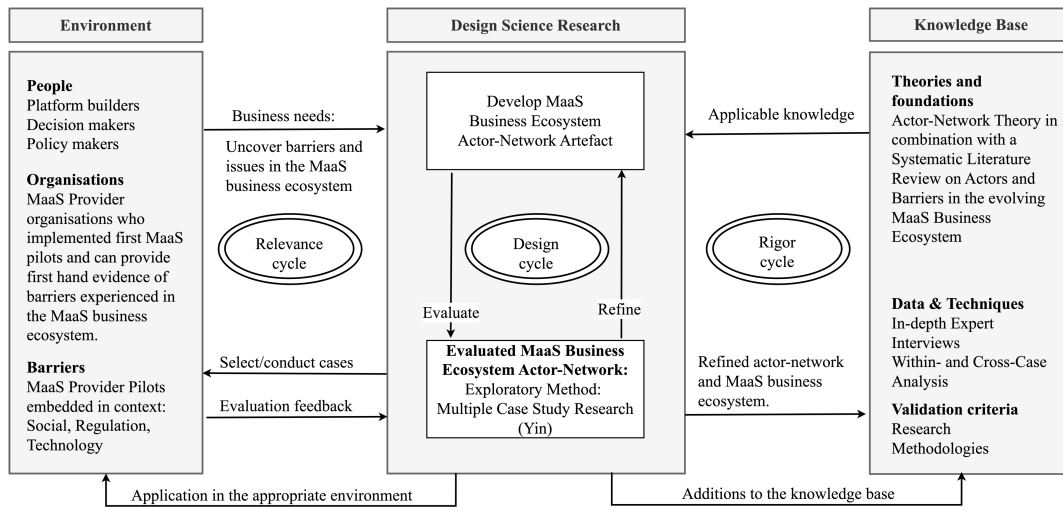 Environment
Design Science Research
Knowledge Base
People
Platform builders
Decision makers
Policy makers
Organisations
MaaS Provider
organisations who
implemented first MaaS
pilots and can provide
first hand evidence of
barriers experienced in
the MaaS business
ecosystem.
Barriers
MaaS Provider Pilots
embedded in context:
Social, Regulation,
Technology
Business needs:
Uncover barriers and
issues in the MaaS
business ecosystem
Relevance
cycle
Select/conduct cases
Evaluation feedback
Develop MaaS
Business Ecosystem
Actor-Network Artefact
Design
cycle
Evaluate
Refine
Evaluated MaaS Business
Ecosystem Actor-Network:
Exploratory Method:
Multiple Case Study Research
(Yin)
Applicable knowledge
Rigor
cycle
Refined actor-network
and MaaS business
ecosystem.
Theories and
foundations
Actor-Network Theory in
combination with a
Systematic Literature
Review on Actors and
Barriers in the evolving
MaaS Business
Ecosystem
Data & Techniques
In-depth Expert
Interviews
Within- and Cross-Case
Analysis
Validation criteria
Research
Methodologies
Application in the appropriate environment
Additions to the knowledge base